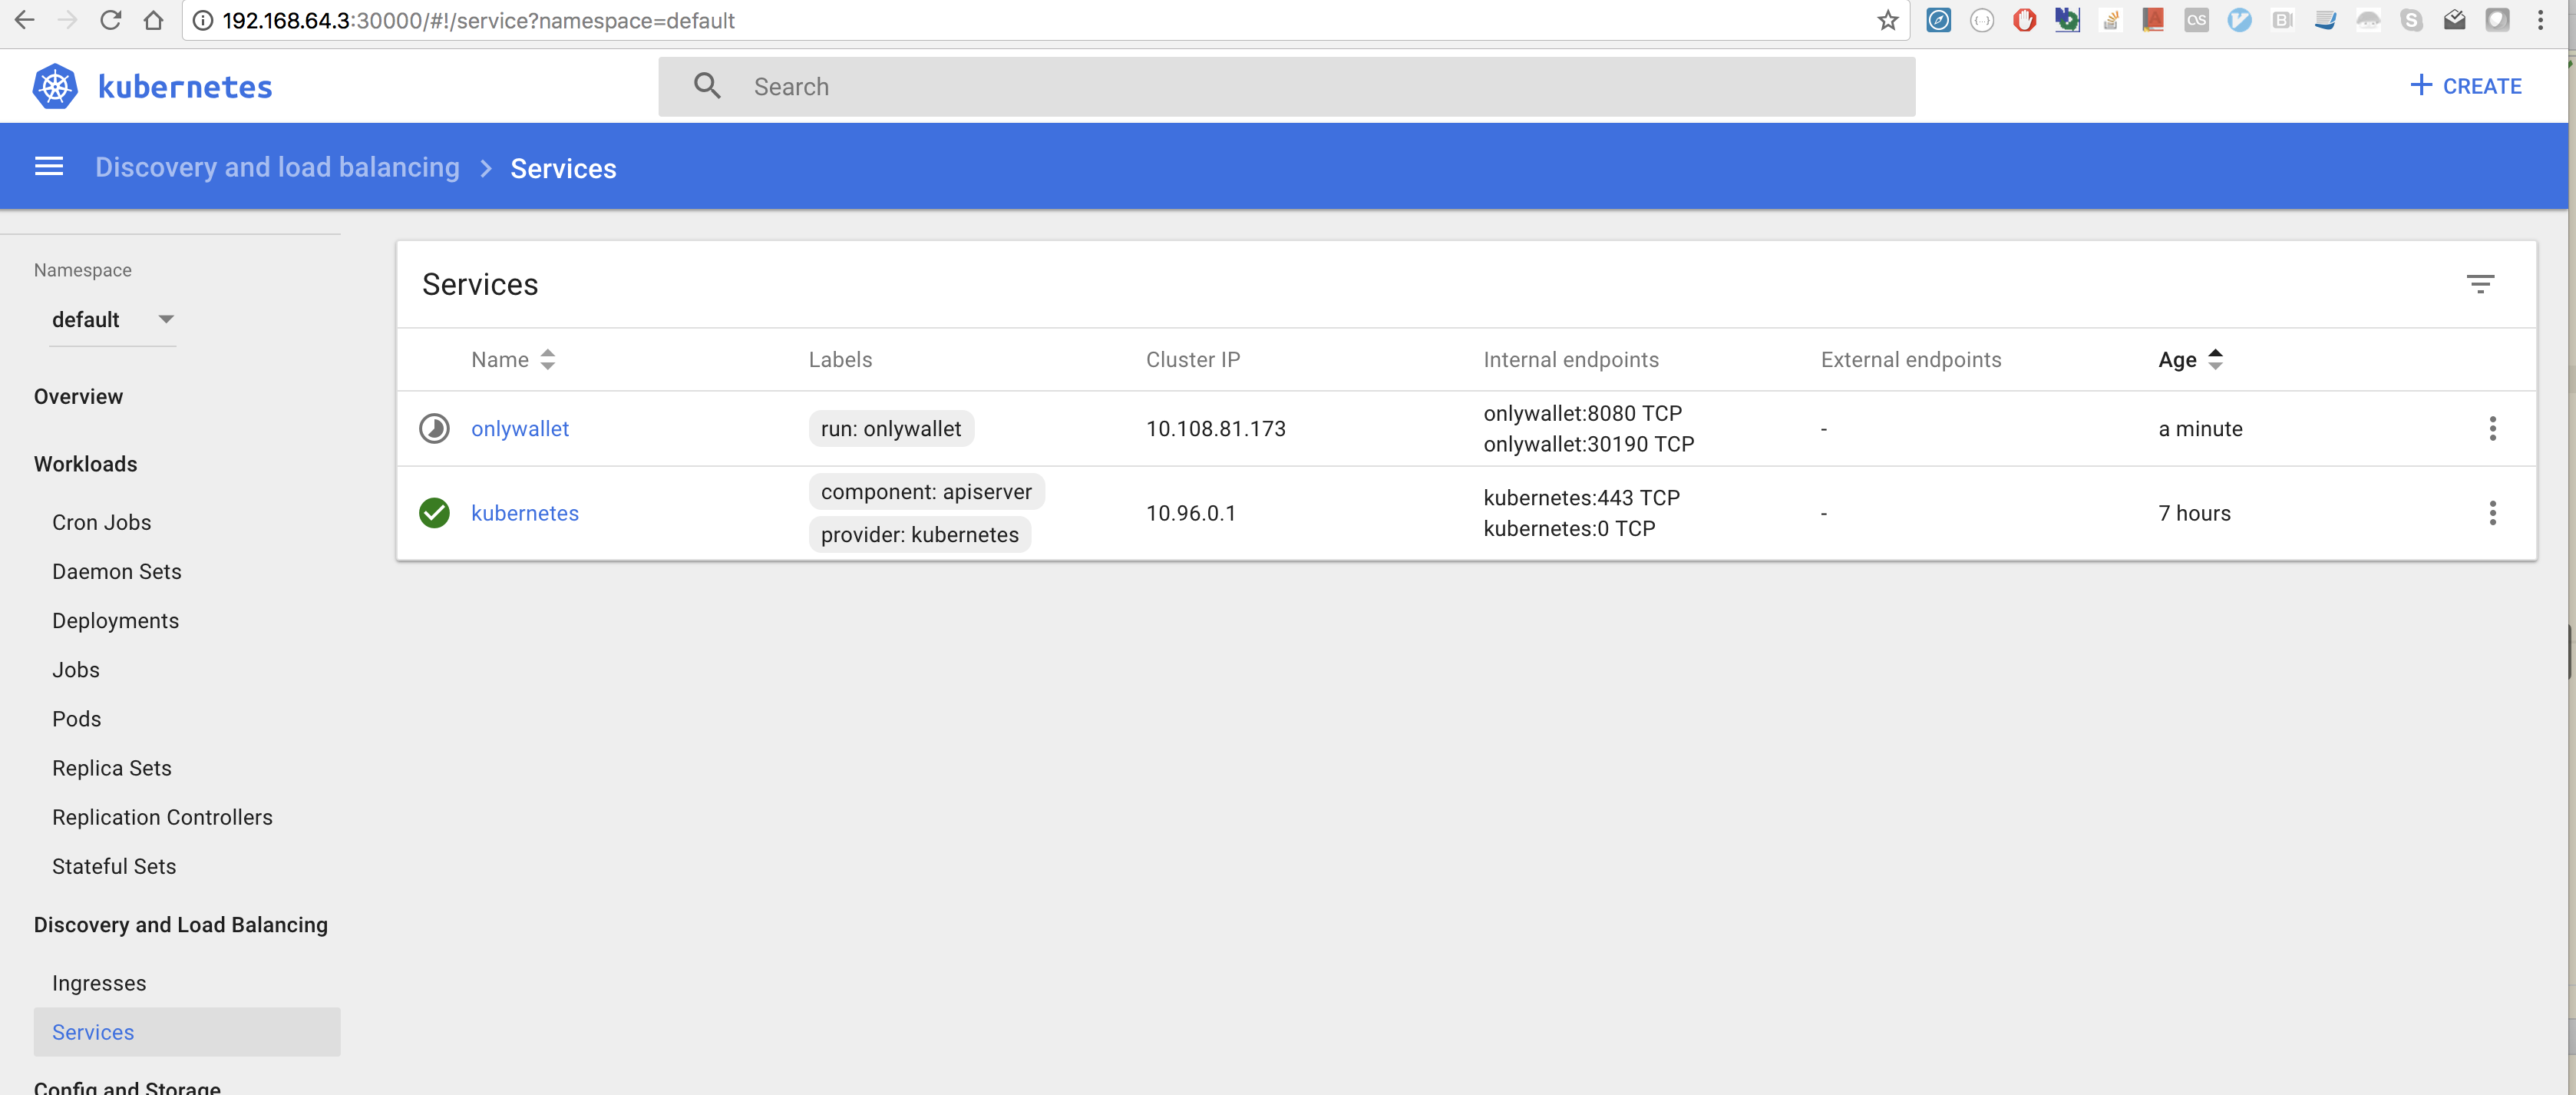 192.168.64.3:30000/#!/service?namespace=default
kubernetes
Search
+ CREATE
Discovery and load balancing > Services
Namespace
default
Overview
Workloads
Cron Jobs
Daemon Sets
Deployments
Jobs
Pods
Replica Sets
Replication Controllers
Stateful Sets
Discovery and Load Balancing
Ingresses
Services
Config and Storage
Services
Name Labels Cluster IP Internal endpoints External endpoints Age
onlywallet run: onlywallet 10.108.81.173 onlywallet:8080 TCP - a minute
onlywallet:30190 TCP
kubernetes component: apiserver 10.96.0.1 kubernetes:443 TCP - 7 hours
provider: kubernetes kubernetes:0 TCP